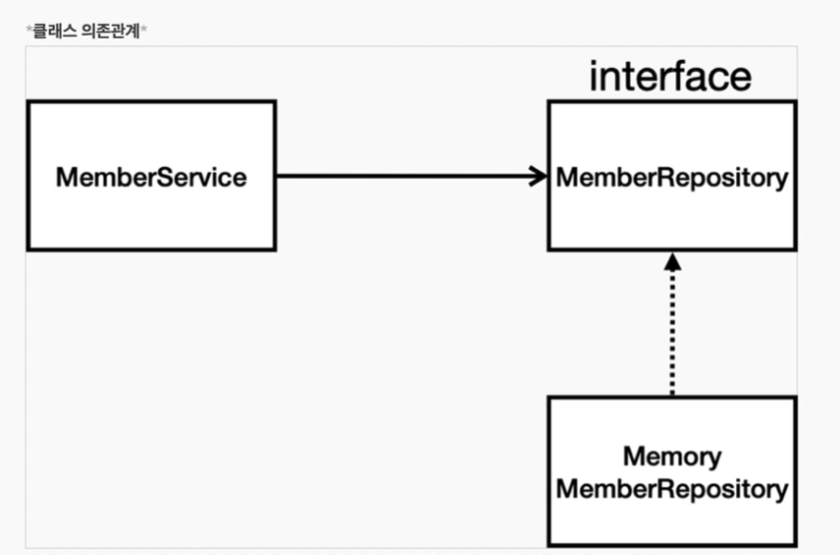 *클래스 의존관계*
interface
MemberService
MemberRepository
Memory
MemberRepository